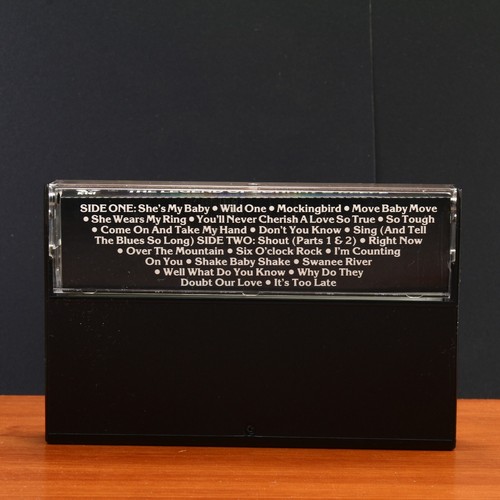 THE LEGEND OF
SIDE ONE: She's My Baby • Wild One • Mockingbird • Move Baby Move
• She Wears My Ring • You'll Never Cherish A Love So True • So Tough
• Come On And Take My Hand • Don't You Know • Sing (And Tell
The Blues So Long) SIDE TWO: Shout (Parts 1 & 2) • Right Now
• Over The Mountain • Six O'clock Rock • I'm Counting
On You • Shake Baby Shake • Swanee River
• Well What Do You Know • Why Do They
Doubt Our Love • It's Too Late